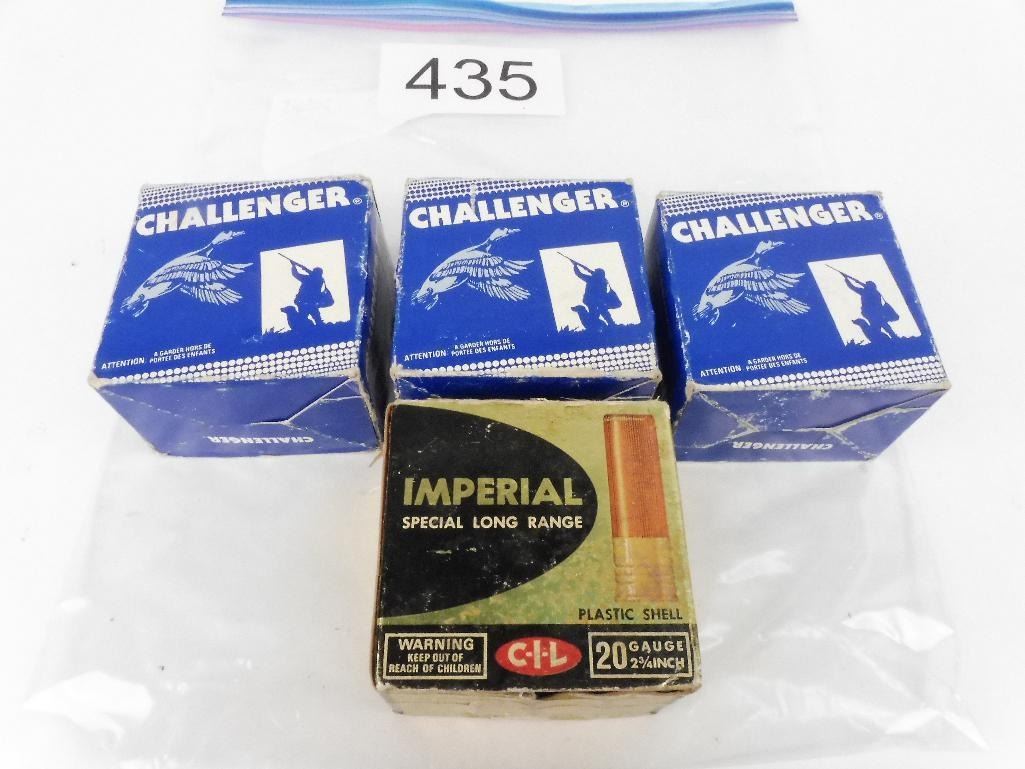 435
CHALLENGER®
ATTENTION: A GARDER HORS DE
PORTEE DES ENFANTS
CHALLENGER
CHALLENGER®
ATTENTION: A GARDER HORS DE
PORTEE DES ENFANTS
CHALLENGER®
ATTENTION: A GARDER HORS DE
PORTEE DES ENFANTS
CHALLENGER
IMPERIAL
SPECIAL LONG RANGE
PLASTIC SHELL
WARNING
KEEP OUT OF
REACH OF CHILDREN
C-I-L
20 GAUGE
2¾ INCH